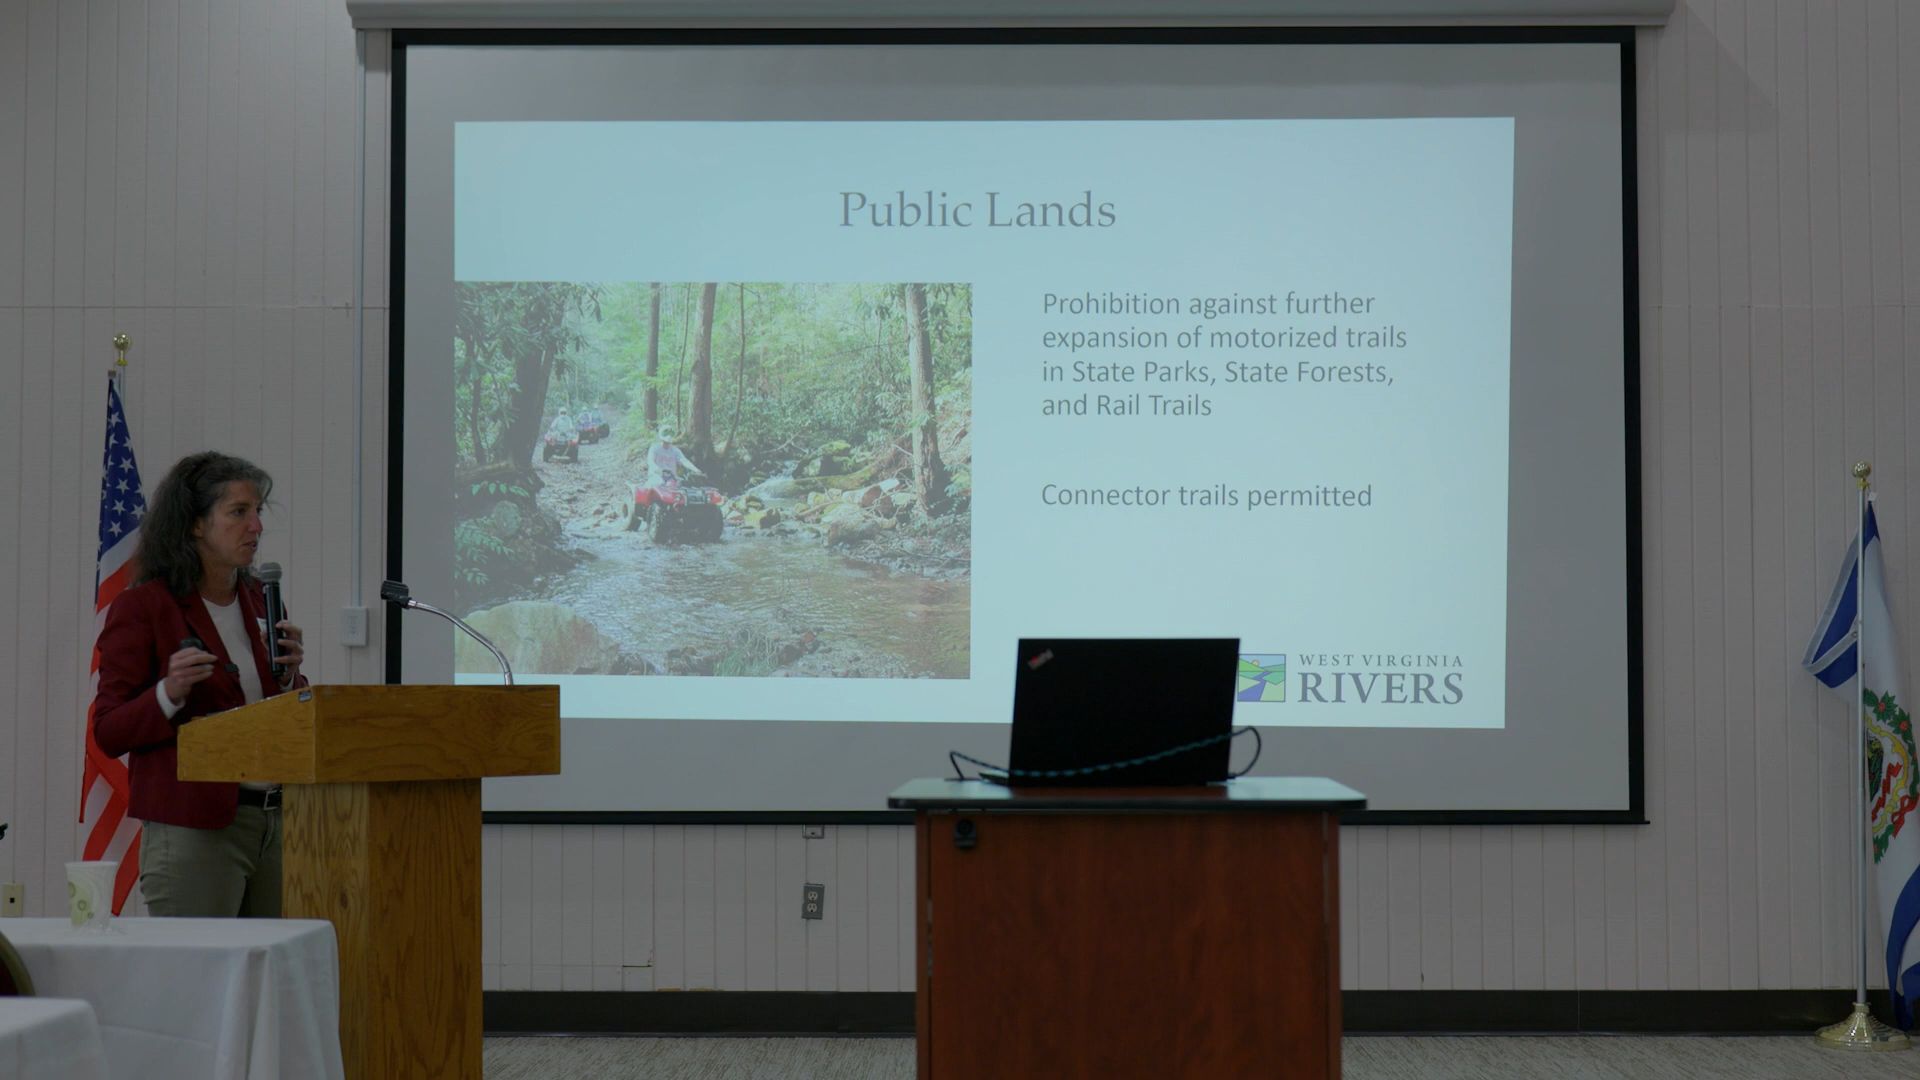 Public Lands
Prohibition against further
expansion of motorized trails
in State Parks, State Forests,
and Rail Trails
Connector trails permitted
WEST VIRGINIA
RIVERS
ThinkPad